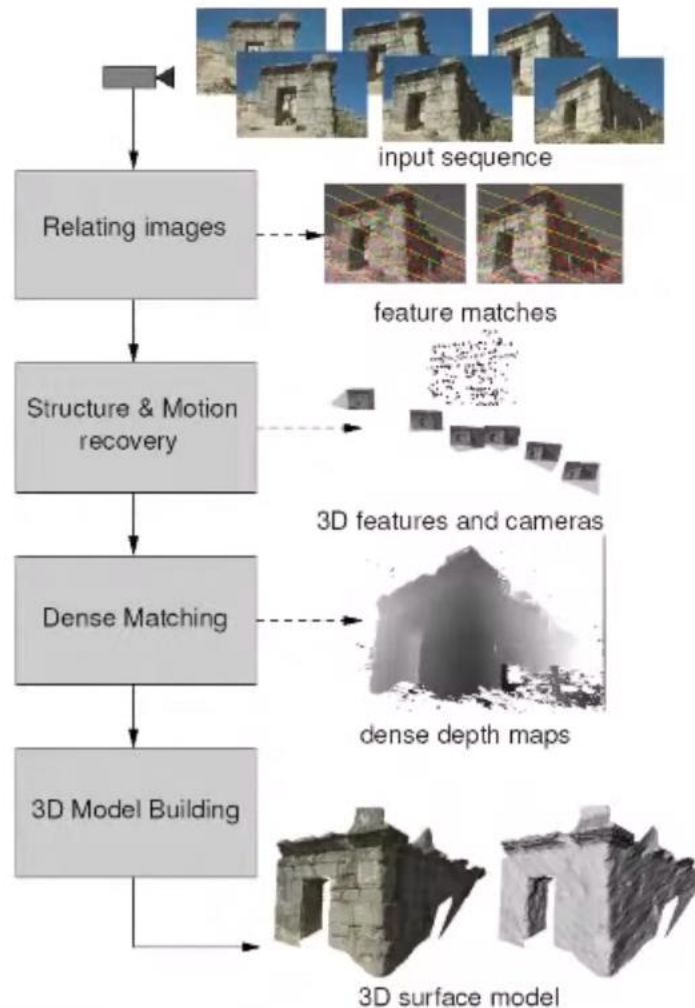 input sequence
Relating images
feature matches
Structure & Motion
recovery
3D features and cameras
Dense Matching
dense depth maps
3D Model Building
3D surface model